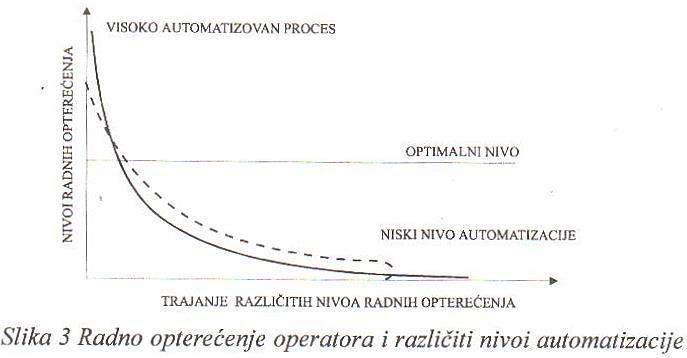 VISOKO AUTOMATIZOVAN PROCES
NIVOI RADNIH OPTEREĆENJA
OPTIMALNI NIVO
NISKI NIVO AUTOMATIZACIJE
TRAJANJE RAZLIČITIH NIVOA RADNIH OPTEREĆENJA
Slika 3 Radno opterećenje operatora i različiti nivoi automatizacije